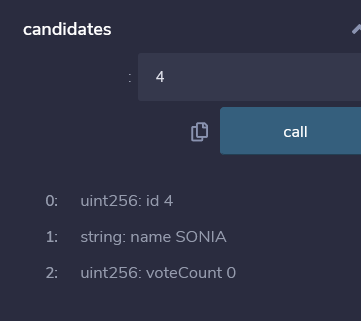 candidates
: 4
call
0: uint256: id 4
1: string: name SONIA
2: uint256: voteCount 0